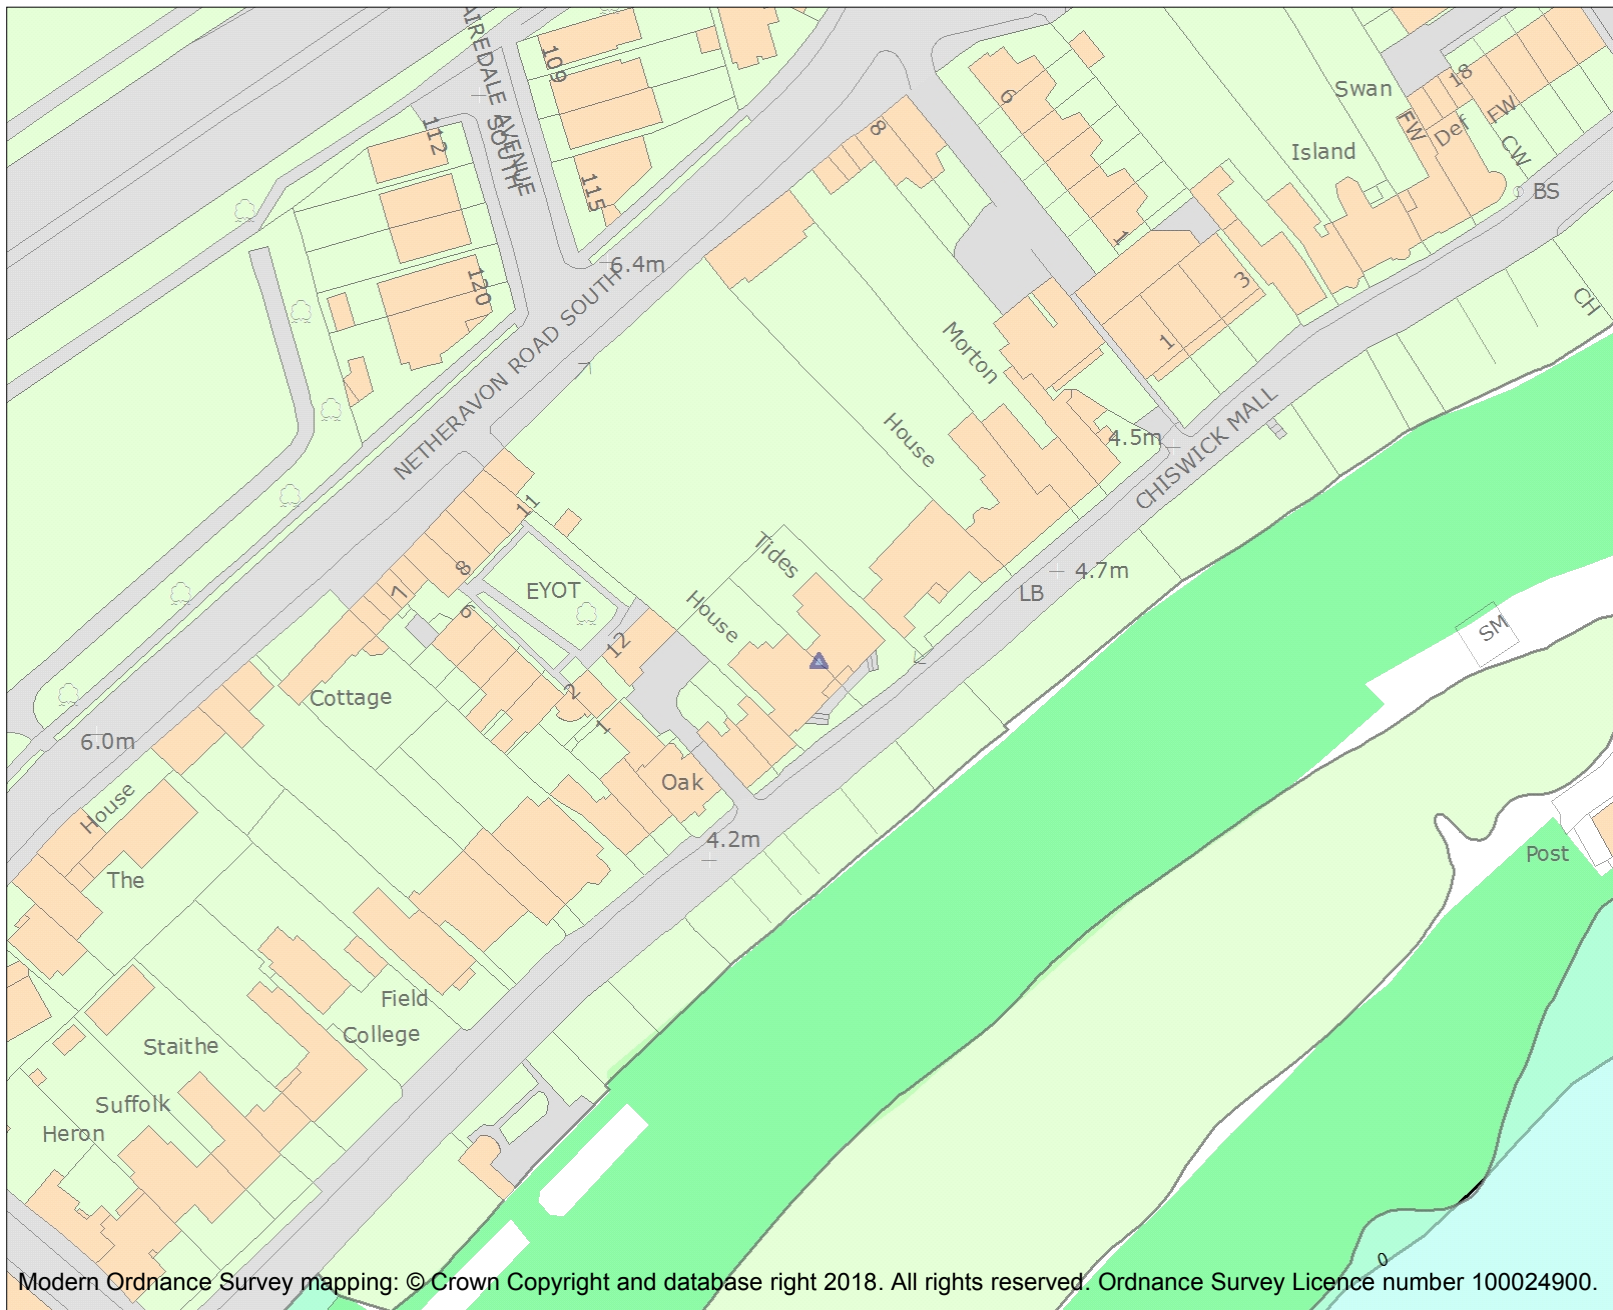 AIREDALE AVENUE
SOUTH
109
112
115
120
6.4m
NETHERAVON ROAD SOUTH
8
6
1
Swan
18
FW
Def
FW
CW
Island
BS
CH
3
1
Morton
House
4.5m
CHISWICK MALL
11
8
7
6
EYOT
12
Tides
House
4.7m
LB
SM
2
1
Cottage
6.0m
Oak
4.2m
House
The
Post
Field
College
Staithe
Suffolk
Heron
0
Modern Ordnance Survey mapping: © Crown Copyright and database right 2018. All rights reserved. Ordnance Survey Licence number 100024900.